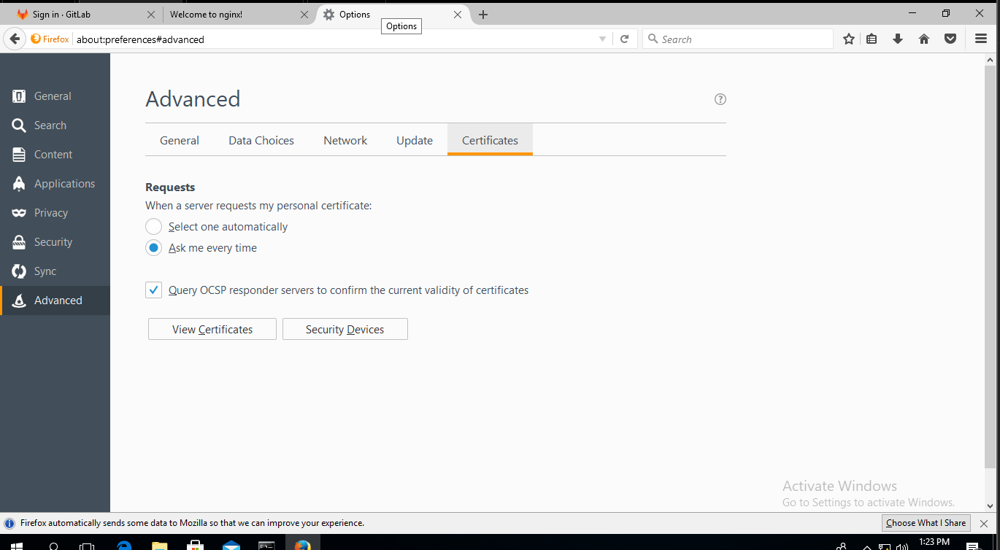 Sign in · GitLab
Welcome to nginx!
Options
Options
Firefox
about:preferences#advanced
Search
General
Search
Content
Applications
Privacy
Security
Sync
Advanced
Advanced
General
Data Choices
Network
Update
Certificates
Requests
When a server requests my personal certificate:
Select one automatically
Ask me every time
Query OCSP responder servers to confirm the current validity of certificates
View Certificates
Security Devices
Activate Windows
Go to Settings to activate Windows.
Firefox automatically sends some data to Mozilla so that we can improve your experience.
Choose What I Share
1:23 PM